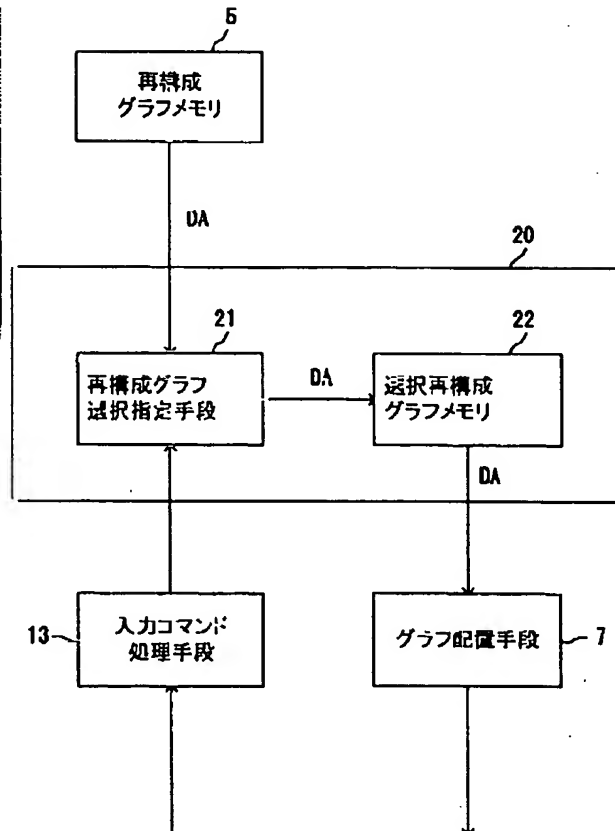 6
再構成
グラフメモリ
DA
20
21
22
再構成グラフ
選択指定手段
DA
選択再構成
グラフメモリ
DA
13
入力コマンド
処理手段
グラフ配置手段
7